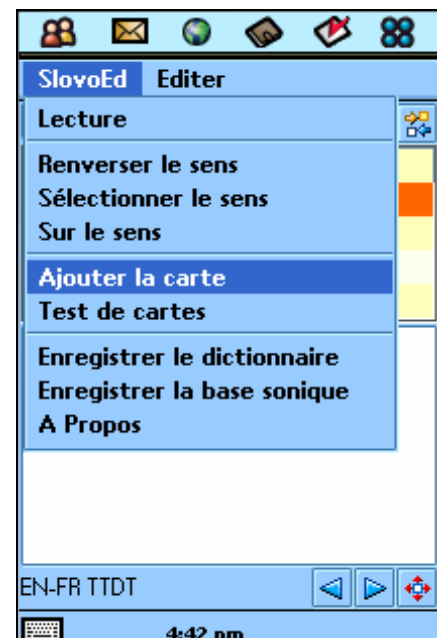 SlovoEd Editer
Lecture
Renverser le sens
Sélectionner le sens
Sur le sens
Ajouter la carte
Test de cartes
Enregistrer le dictionnaire
Enregistrer la base sonique
A Propos
EN-FR TTDT
4:42 pm